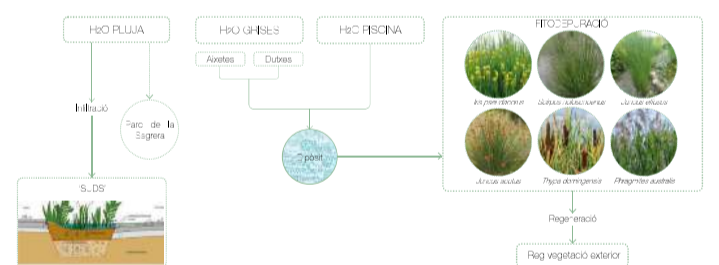 H2O PLUJA
H2O GRISES
H2O PISCINA
FITODEPURACIÓ
Aixetes
Dutxes
Infiltració
Parc de la
Sagrera
Dipòsit
Iris pseudacorus
Scirpus holoschoenus
Juncus effusus
Juncus acutus
Thypa domingensis
Phragmites australis
'SUDS'
Regeneració
Reg vegetació exterior